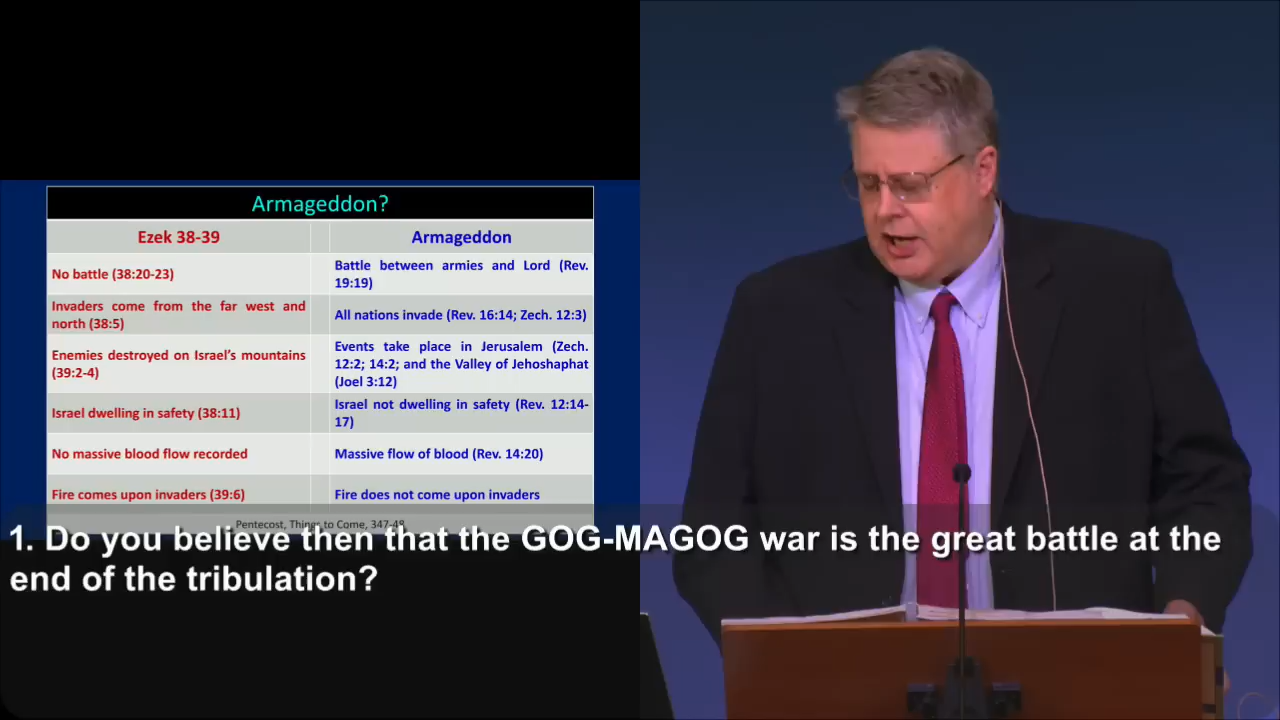 Armageddon?
Ezek 38-39
Armageddon
No battle (38:20-23)
Battle between armies and Lord (Rev.
19:19)
Invaders come from the far west and
north (38:5)
All nations invade (Rev. 16:14; Zech. 12:3)
Enemies destroyed on Israel's mountains
(39:2-4)
Events take place in Jerusalem (Zech.
12:2; 14:2; and the Valley of Jehoshaphat
(Joel 3:12)
Israel dwelling in safety (38:11)
Israel not dwelling in safety (Rev. 12:14-
17)
No massive blood flow recorded
Massive flow of blood (Rev. 14:20)
Fire comes upon invaders (39:6)
Fire does not come upon invaders
Pentecost, Things to Come, 347-48
1. Do you believe then that the GOG-MAGOG war is the great battle at the
end of the tribulation?